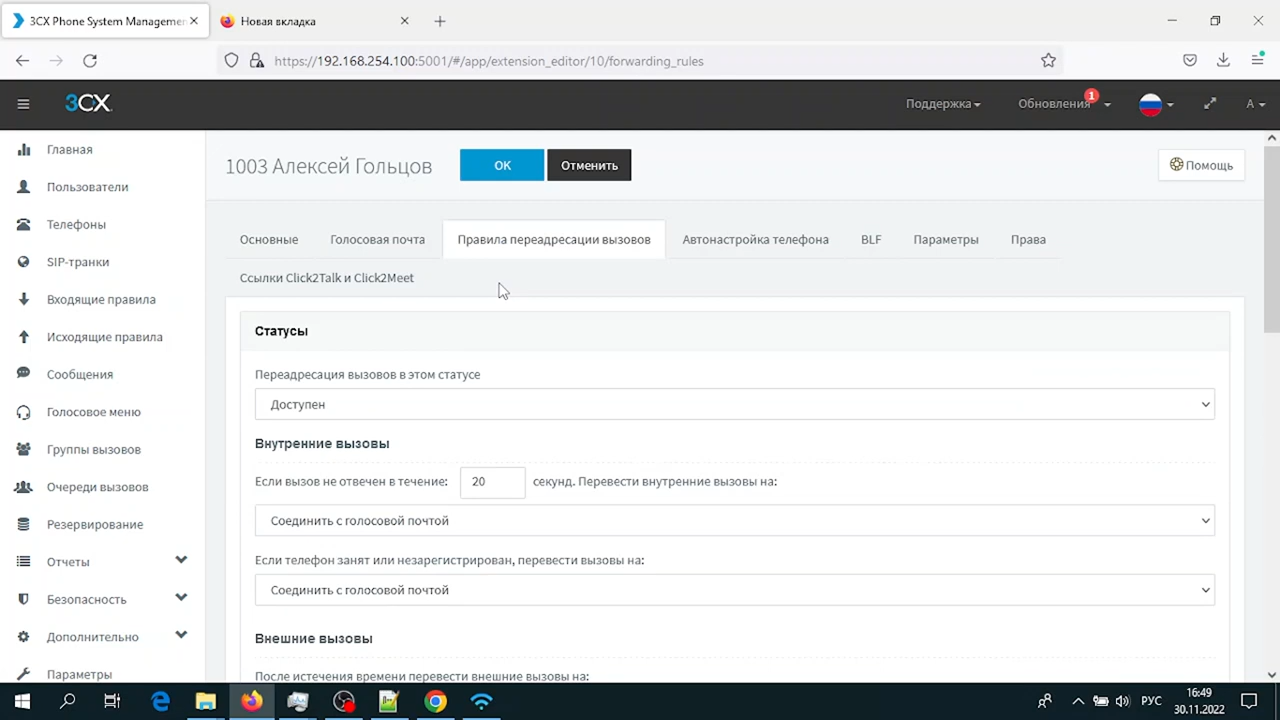 3CX Phone System Managemen
Новая вкладка
https://192.168.254.100:5001/#/app/extension_editor/10/forwarding_rules
3CX
Поддержка
Обновления
1
A
Главная
Пользователи
Телефоны
SIP-транки
Входящие правила
Исходящие правила
Сообщения
Голосовое меню
Группы вызовов
Очереди вызовов
Резервирование
Отчеты
Безопасность
Дополнительно
Параметры
1003 Алексей Гольцов
OK
Отменить
Помощь
Основные
Голосовая почта
Правила переадресации вызовов
Автонастройка телефона
BLF
Параметры
Права
Ссылки Click2Talk и Click2Meet
Статусы
Переадресация вызовов в этом статусе
Доступен
Внутренние вызовы
Если вызов не отвечен в течение: 20 секунд. Перевести внутренние вызовы на:
Соединить с голосовой почтой
Если телефон занят или незарегистрирован, перевести вызовы на:
Соединить с голосовой почтой
Внешние вызовы
После истечения времени перевести внешние вызовы на:
РУС
16:49
30.11.2022